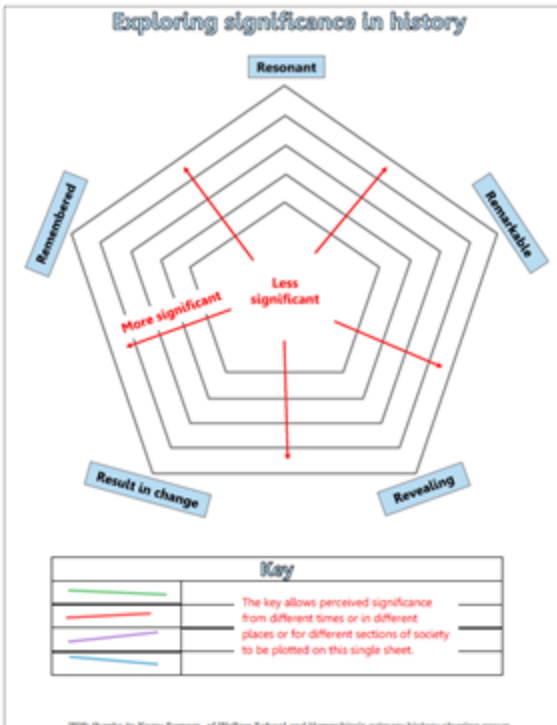 Exploring significance in history
Resonant
Remembered
Remarkable
Less
significant
More significant
Result in change
Revealing
Key
The key allows perceived significance
from different times or in different
places or for different sections of society
to be plotted on this single sheet.